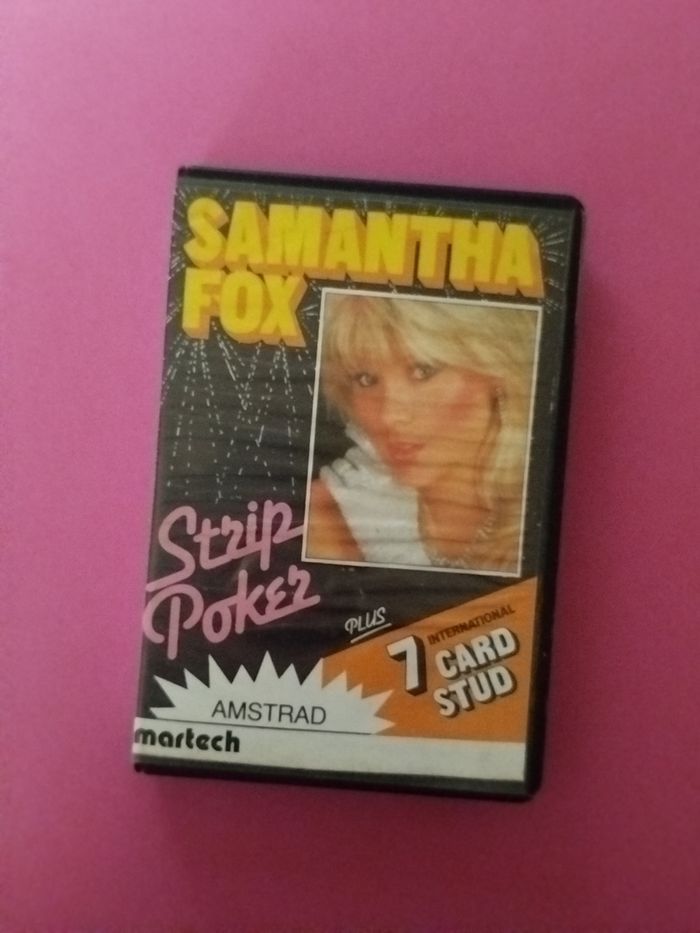 SAMANTHA
FOX
Strip
Poker
PLUS
7 INTERNATIONAL
CARD
STUD
AMSTRAD
martech